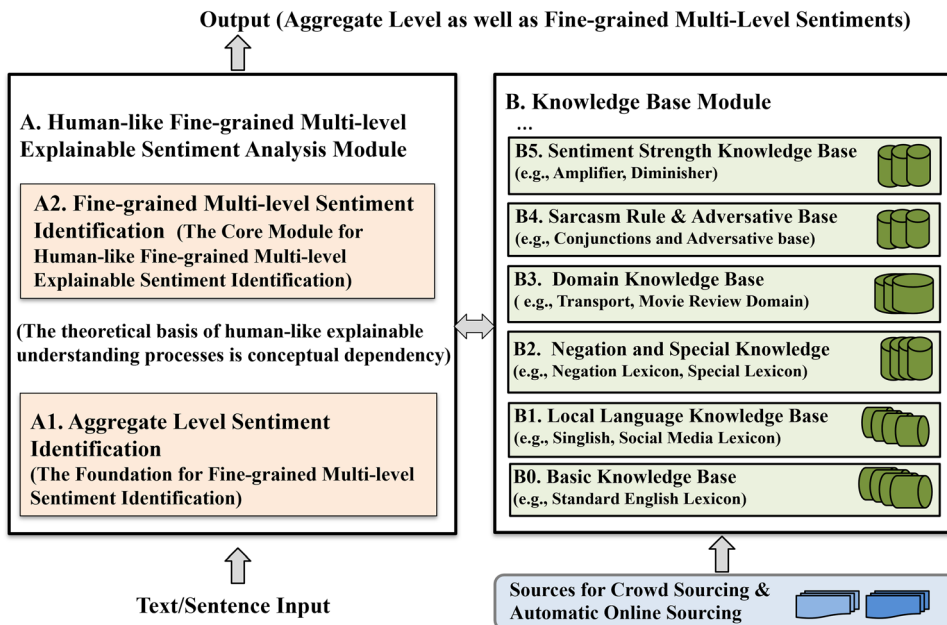 Output (Aggregate Level as well as Fine-grained Multi-Level Sentiments)
A. Human-like Fine-grained Multi-level
Explainable Sentiment Analysis Module
A2. Fine-grained Multi-level Sentiment
Identification (The Core Module for
Human-like Fine-grained Multi-level
Explainable Sentiment Identification)
(The theoretical basis of human-like explainable
understanding processes is conceptual dependency)
A1. Aggregate Level Sentiment
Identification
(The Foundation for Fine-grained Multi-level
Sentiment Identification)
Text/Sentence Input
B. Knowledge Base Module
...
B5. Sentiment Strength Knowledge Base
(e.g., Amplifier, Diminisher)
B4. Sarcasm Rule & Adversative Base
(e.g., Conjunctions and Adversative base)
B3. Domain Knowledge Base
( e.g., Transport, Movie Review Domain)
B2. Negation and Special Knowledge
(e.g., Negation Lexicon, Special Lexicon)
B1. Local Language Knowledge Base
(e.g., Singlish, Social Media Lexicon)
B0. Basic Knowledge Base
(e.g., Standard English Lexicon)
Sources for Crowd Sourcing &
Automatic Online Sourcing